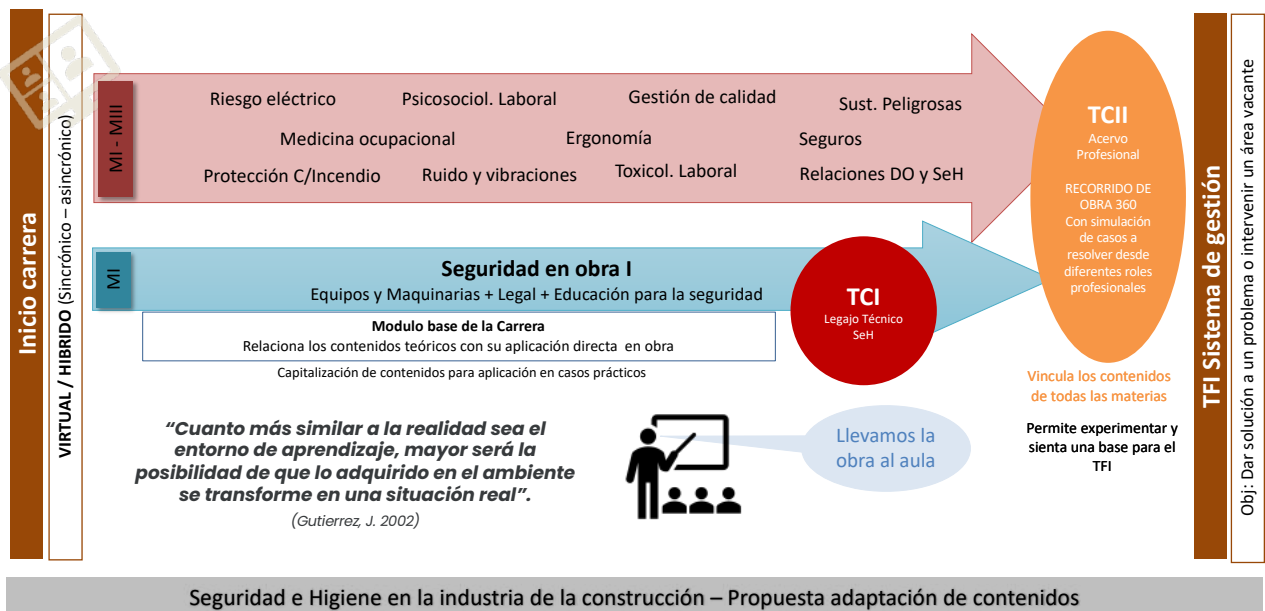 Inicio carrera
VIRTUAL / HIBRIDO (Sincrónico – asincrónico)
MI - MIII
Riesgo eléctrico
Psicosociol. Laboral
Gestión de calidad
Sust. Peligrosas
Medicina ocupacional
Ergonomía
Seguros
Protección C/Incendio
Ruido y vibraciones
Toxicol. Laboral
Relaciones DO y SeH
MI
Seguridad en obra I
Equipos y Maquinarias + Legal + Educación para la seguridad
Modulo base de la Carrera
Relaciona los contenidos teóricos con su aplicación directa en obra
Capitalización de contenidos para aplicación en casos prácticos
TCI
Legajo Técnico
SeH
TCII
Acervo
Profesional
RECORRIDO DE
OBRA 360
Con simulación
de casos a
resolver desde
diferentes roles
profesionales
Vincula los contenidos
de todas las materias
Permite experimentar y
sienta una base para el
TFI
“Cuanto más similar a la realidad sea el
entorno de aprendizaje, mayor será la
posibilidad de que lo adquirido en el ambiente
se transforme en una situación real”.
(Gutierrez, J. 2002)
Llevamos la
obra al aula
TFI Sistema de gestión
Obj: Dar solución a un problema o intervenir un área vacante
Seguridad e Higiene en la industria de la construcción – Propuesta adaptación de contenidos